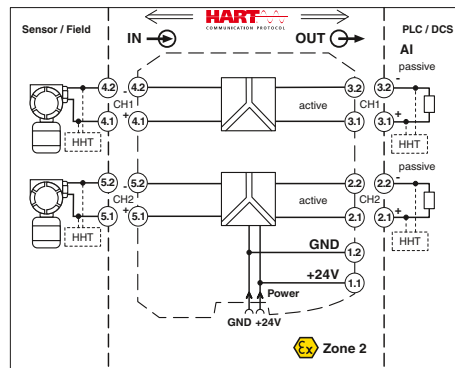 Sensor / Field
HART
COMMUNICATION PROTOCOL
IN
OUT
PLC / DCS
AI
4.2 4.2 3.2 3.2 - passive
- CH1 CH1
4.1 + 4.1 active 3.1 3.1 +
HHT HHT
5.2 5.2 2.2 2.2 - passive
- CH2 CH2
5.1 + 5.1 active 2.1 2.1 +
HHT HHT
GND 1.2
+24V 1.1
Power
GND +24V
Ex Zone 2